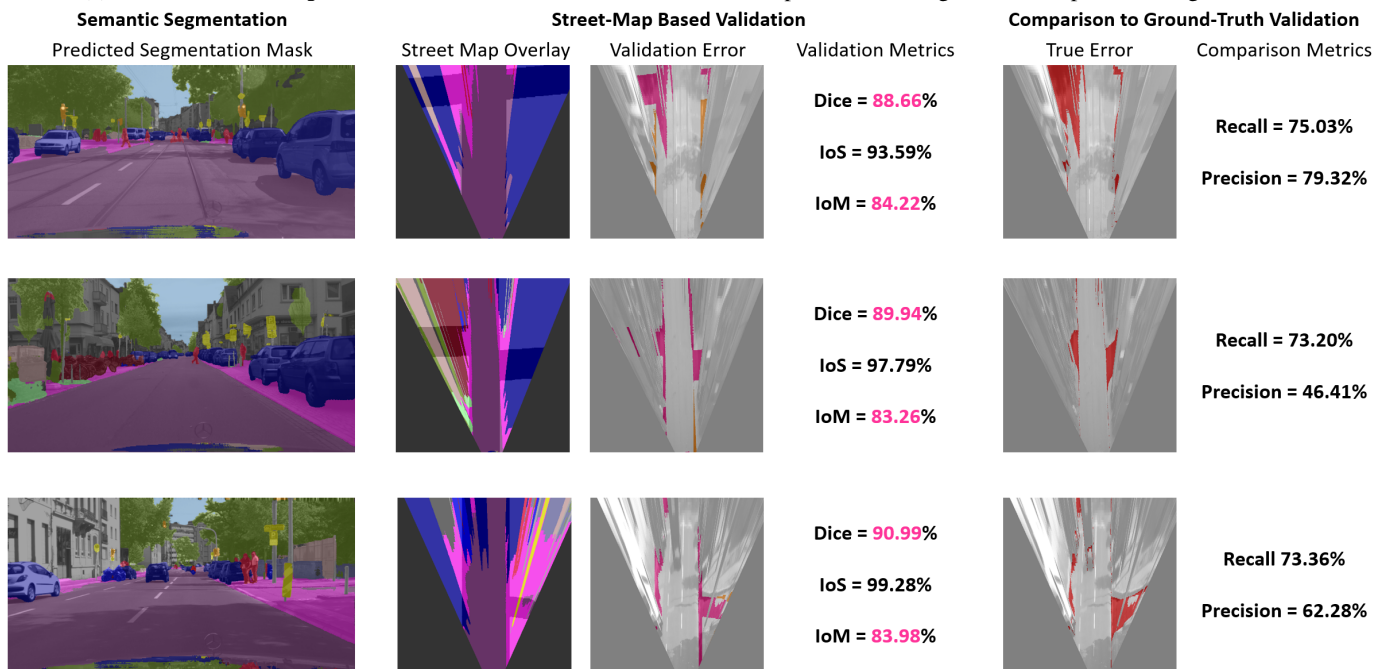 Semantic Segmentation
Street-Map Based Validation
Comparison to Ground-Truth Validation
Predicted Segmentation Mask
Street Map Overlay
Validation Error
Validation Metrics
True Error
Comparison Metrics
Dice = 88.66%
IoS = 93.59%
IoM = 84.22%
Recall = 75.03%
Precision = 79.32%
Dice = 89.94%
IoS = 97.79%
IoM = 83.26%
Recall = 73.20%
Precision = 46.41%
Dice = 90.99%
IoS = 99.28%
IoM = 83.98%
Recall 73.36%
Precision = 62.28%